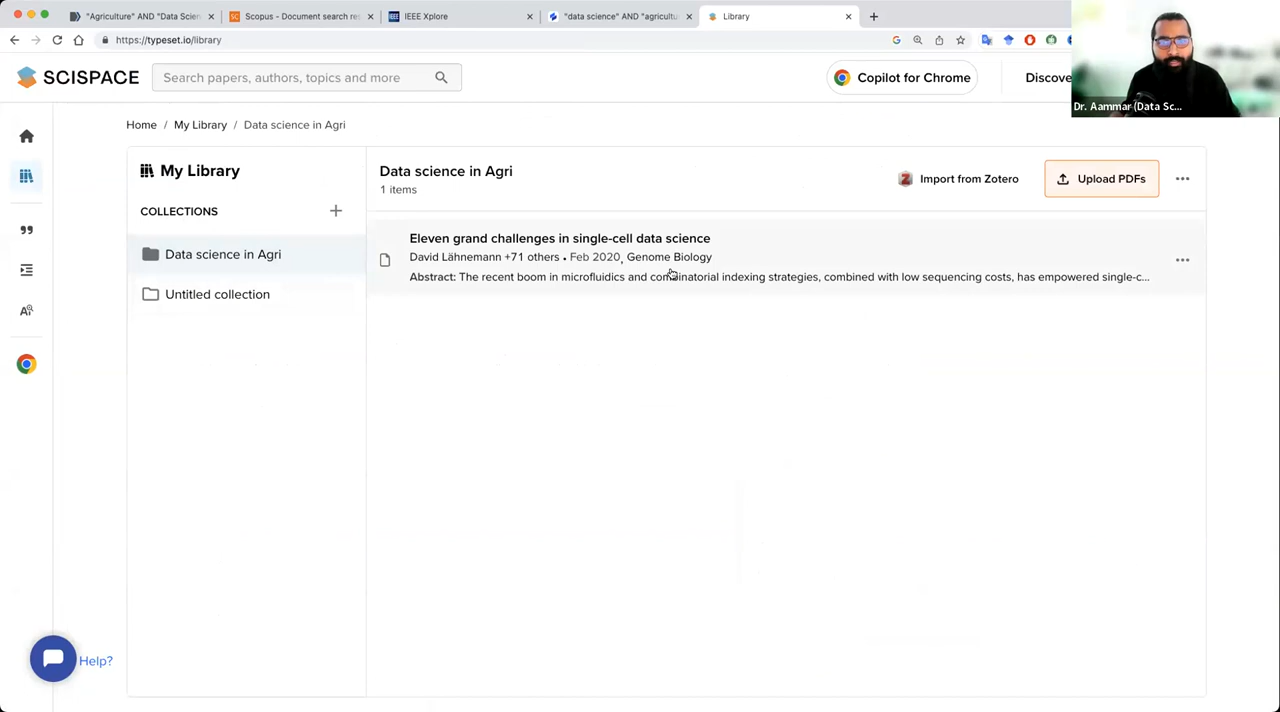 "Agriculture" AND "Data Scien
Scopus - Document search res
IEEE Xplore
"data science" AND "agricultu
Library
https://typeset.io/library
SCISPACE
Search papers, authors, topics and more
Copilot for Chrome
Discove
Dr. Aammar (Data Sc...
Home / My Library / Data science in Agri
My Library
COLLECTIONS
Data science in Agri
Untitled collection
Data science in Agri
1 items
Import from Zotero
Upload PDFs
Eleven grand challenges in single-cell data science
David Lähnemann +71 others • Feb 2020, Genome Biology
Abstract: The recent boom in microfluidics and combinatorial indexing strategies, combined with low sequencing costs, has empowered single-c...
Help?